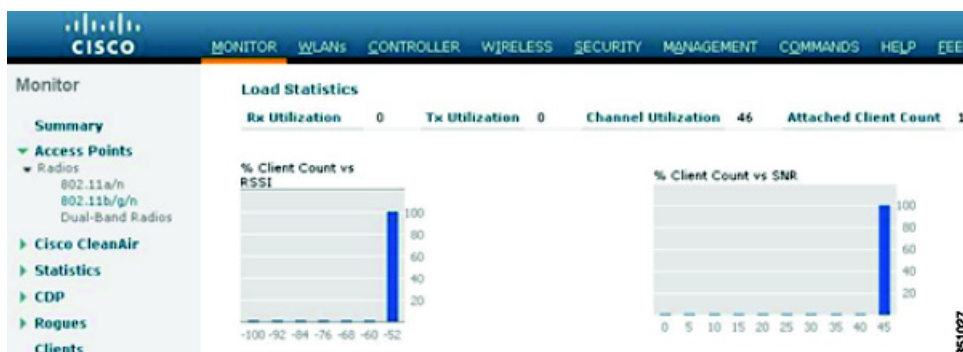 CISCO
MONITOR WLANs CONTROLLER WIRELESS SECURITY MANAGEMENT COMMANDS HELP FEE
Monitor
Summary
Access Points
Radios
802.11a/n
802.11b/g/n
Dual-Band Radios
Cisco CleanAir
Statistics
CDP
Rogues
Clients
Load Statistics
Rx Utilization 0 Tx Utilization 0 Channel Utilization 46 Attached Client Count 1
% Client Count vs
RSSI
100
80
60
40
20
-100 -92 -84 -76 -68 -60 -52
% Client Count vs SNR
100
80
60
40
20
0 5 10 15 20 25 30 35 40 45
351027